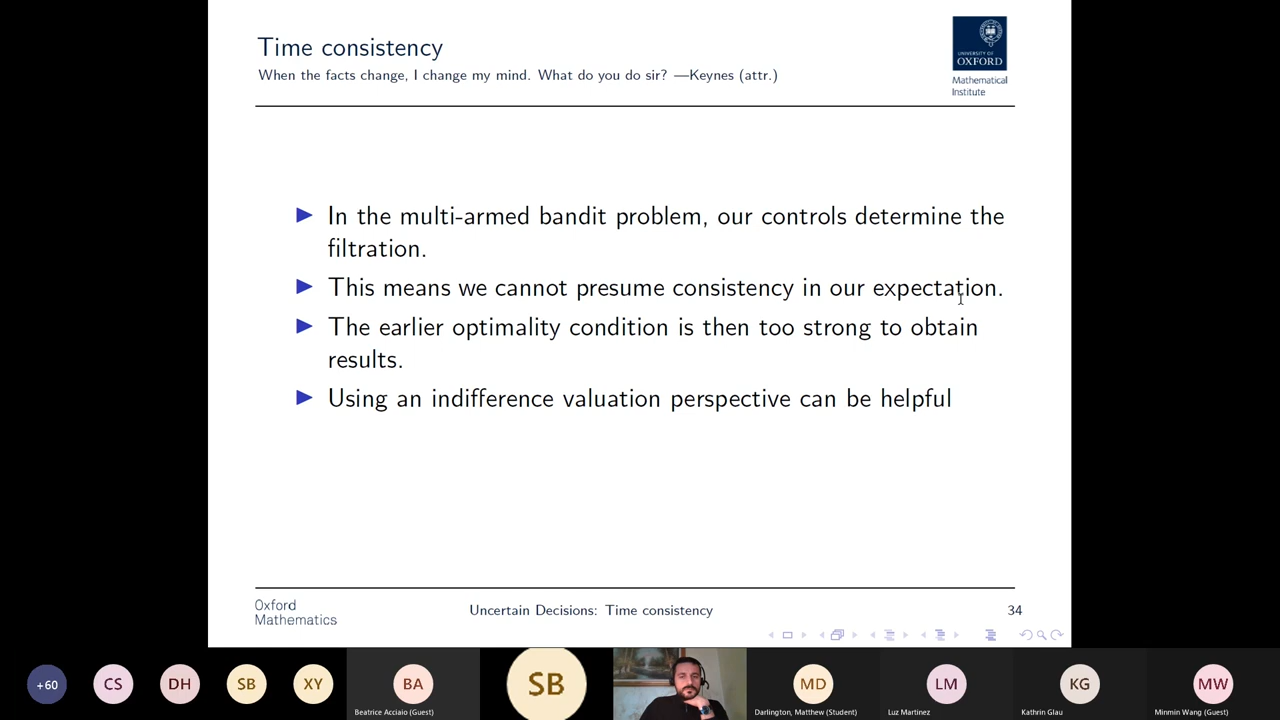 Time consistency
When the facts change, I change my mind. What do you do sir? —Keynes (attr.)
UNIVERSITY OF
OXFORD
Mathematical
Institute
▶ In the multi-armed bandit problem, our controls determine the
filtration.
▶ This means we cannot presume consistency in our expectation.
▶ The earlier optimality condition is then too strong to obtain
results.
▶ Using an indifference valuation perspective can be helpful
Oxford
Mathematics
Uncertain Decisions: Time consistency
34
+60
CS
DH
SB
XY
BA
Beatrice Acciaio (Guest)
SB
MD
Darlington, Matthew (Student)
LM
Luz Martinez
KG
Kathrin Glau
MW
Minmin Wang (Guest)